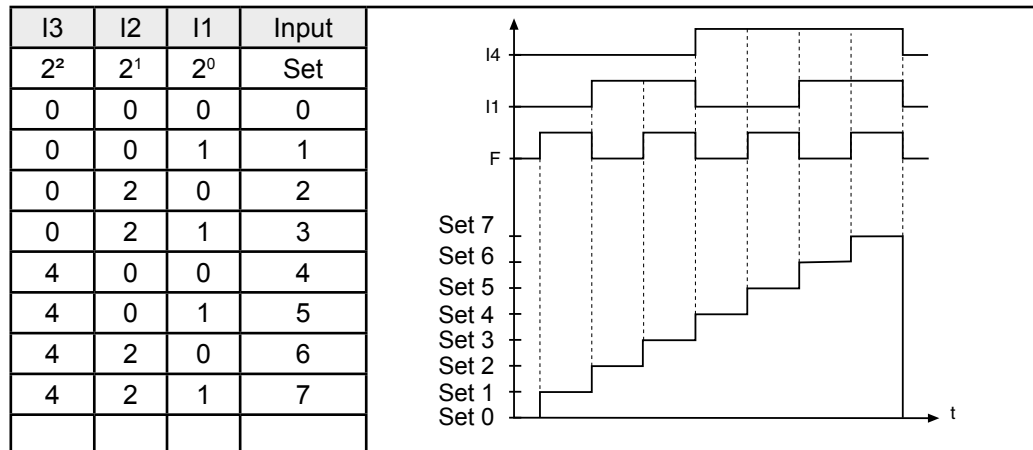 I3 I2 I1 Input
2² 2¹ 2⁰ Set
0 0 0 0
0 0 1 1
0 2 0 2
0 2 1 3
4 0 0 4
4 0 1 5
4 2 0 6
4 2 1 7
I4
I1
F
Set 7
Set 6
Set 5
Set 4
Set 3
Set 2
Set 1
Set 0
t